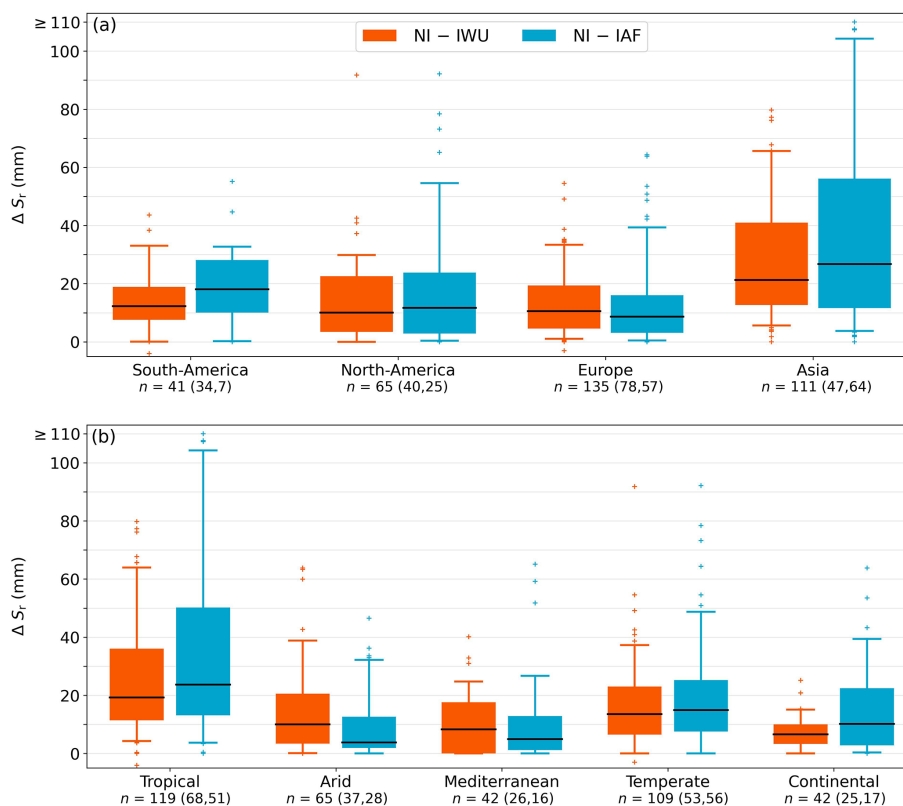 (a)
NI − IWU NI − IAF
≥ 110
100
80
60
40
20
0
Δ Sr (mm)
South-America North-America Europe Asia
n = 41 (34,7) n = 65 (40,25) n = 135 (78,57) n = 111 (47,64)
(b)
≥ 110
100
80
60
40
20
0
Δ Sr (mm)
Tropical Arid Mediterranean Temperate Continental
n = 119 (68,51) n = 65 (37,28) n = 42 (26,16) n = 109 (53,56) n = 42 (25,17)